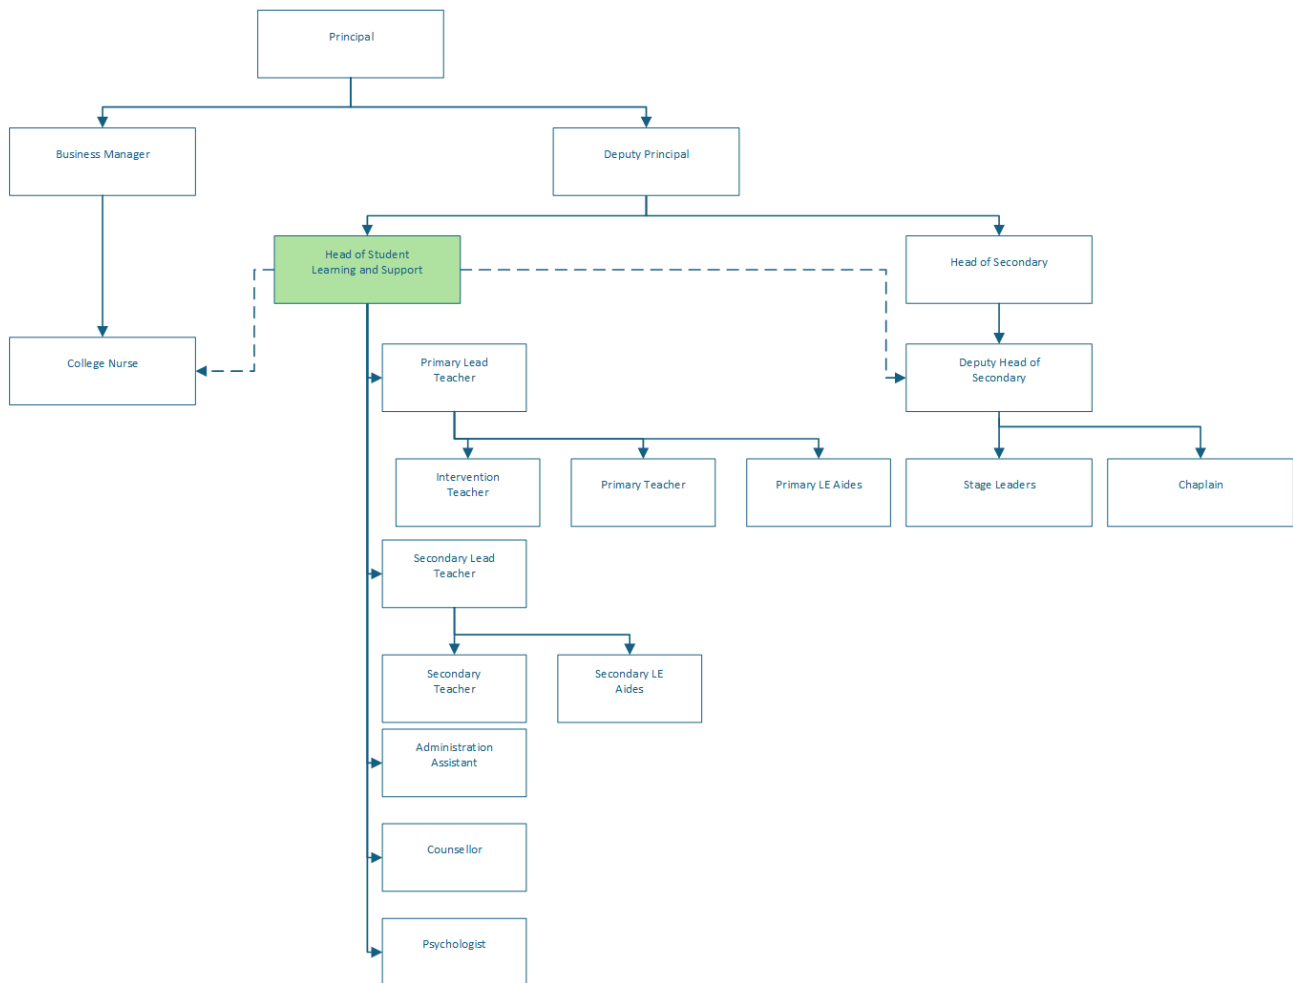 Principal
Business Manager
Deputy Principal
Head of Student
Learning and Support
Head of Secondary
College Nurse
Primary Lead
Teacher
Deputy Head of
Secondary
Intervention
Teacher
Primary Teacher
Primary LE Aides
Stage Leaders
Chaplain
Secondary Lead
Teacher
Secondary
Teacher
Secondary LE
Aides
Administration
Assistant
Counsellor
Psychologist